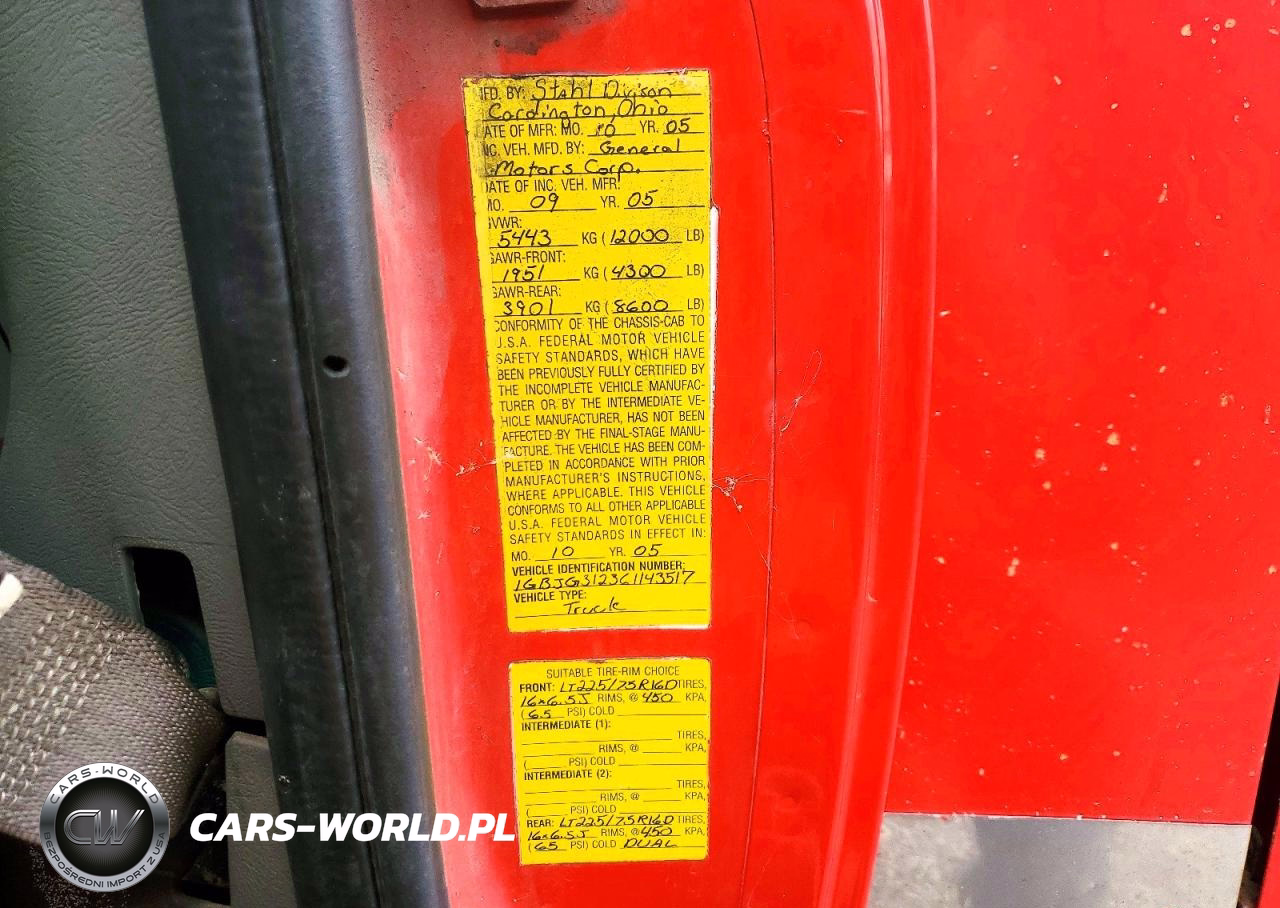 MFD. BY: Stahl Divison
Cardington, Ohio
DATE OF MFR: MO. 10 YR. 05
INC. VEH. MFD. BY: General
Motors Corp.
DATE OF INC. VEH. MFR:
MO. 09 YR. 05
GVWR:
5443 KG (12000 LB)
GAWR-FRONT:
1951 KG (4300 LB)
GAWR-REAR:
3901 KG (8600 LB)
CONFORMITY OF THE CHASSIS-CAB TO
U.S.A. FEDERAL MOTOR VEHICLE
SAFETY STANDARDS, WHICH HAVE
BEEN PREVIOUSLY FULLY CERTIFIED BY
THE INCOMPLETE VEHICLE MANUFAC-
TURER OR BY THE INTERMEDIATE VE-
HICLE MANUFACTURER, HAS NOT BEEN
AFFECTED BY THE FINAL-STAGE MANU-
FACTURE. THE VEHICLE HAS BEEN COM-
PLETED IN ACCORDANCE WITH PRIOR
MANUFACTURER'S INSTRUCTIONS,
WHERE APPLICABLE. THIS VEHICLE
CONFORMS TO ALL OTHER APPLICABLE
U.S.A. FEDERAL MOTOR VEHICLE
SAFETY STANDARDS IN EFFECT IN:
MO. 10 YR. 05
VEHICLE IDENTIFICATION NUMBER:
1GBJG312361143517
VEHICLE TYPE:
Truck
SUITABLE TIRE-RIM CHOICE
FRONT: LT225/75R16D TIRES,
16x6.5J RIMS, @ 450 KPA,
(65 PSI) COLD
INTERMEDIATE (1):
TIRES,
RIMS, @ KPA,
( PSI) COLD
INTERMEDIATE (2):
TIRES,
RIMS, @ KPA,
( PSI) COLD
REAR: LT225/75R16D TIRES,
16x6.5J RIMS, @ 450 KPA,
(65 PSI) COLD DUAL
CARS-WORLD
CW
BEZPOŚREDNI IMPORT Z USA
CARS-WORLD.PL